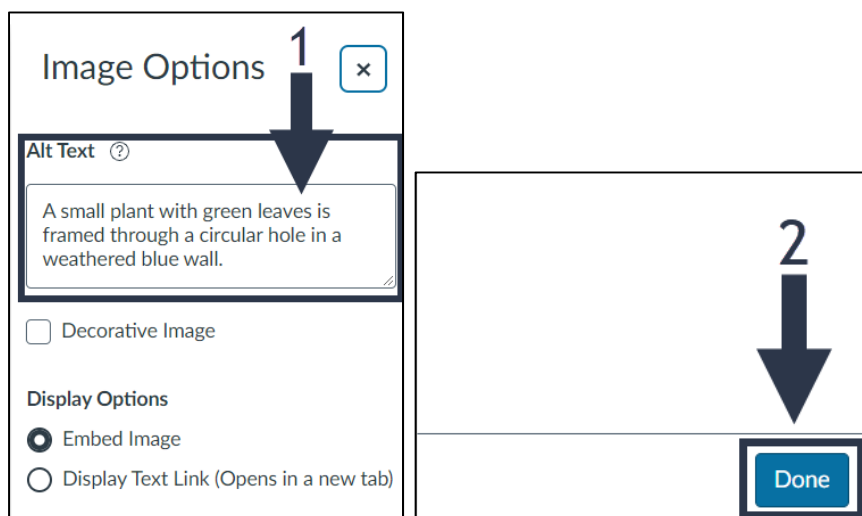 Image Options
1
×
Alt Text ?
A small plant with green leaves is
framed through a circular hole in a
weathered blue wall.
Decorative Image
Display Options
Embed Image
Display Text Link (Opens in a new tab)
2
Done